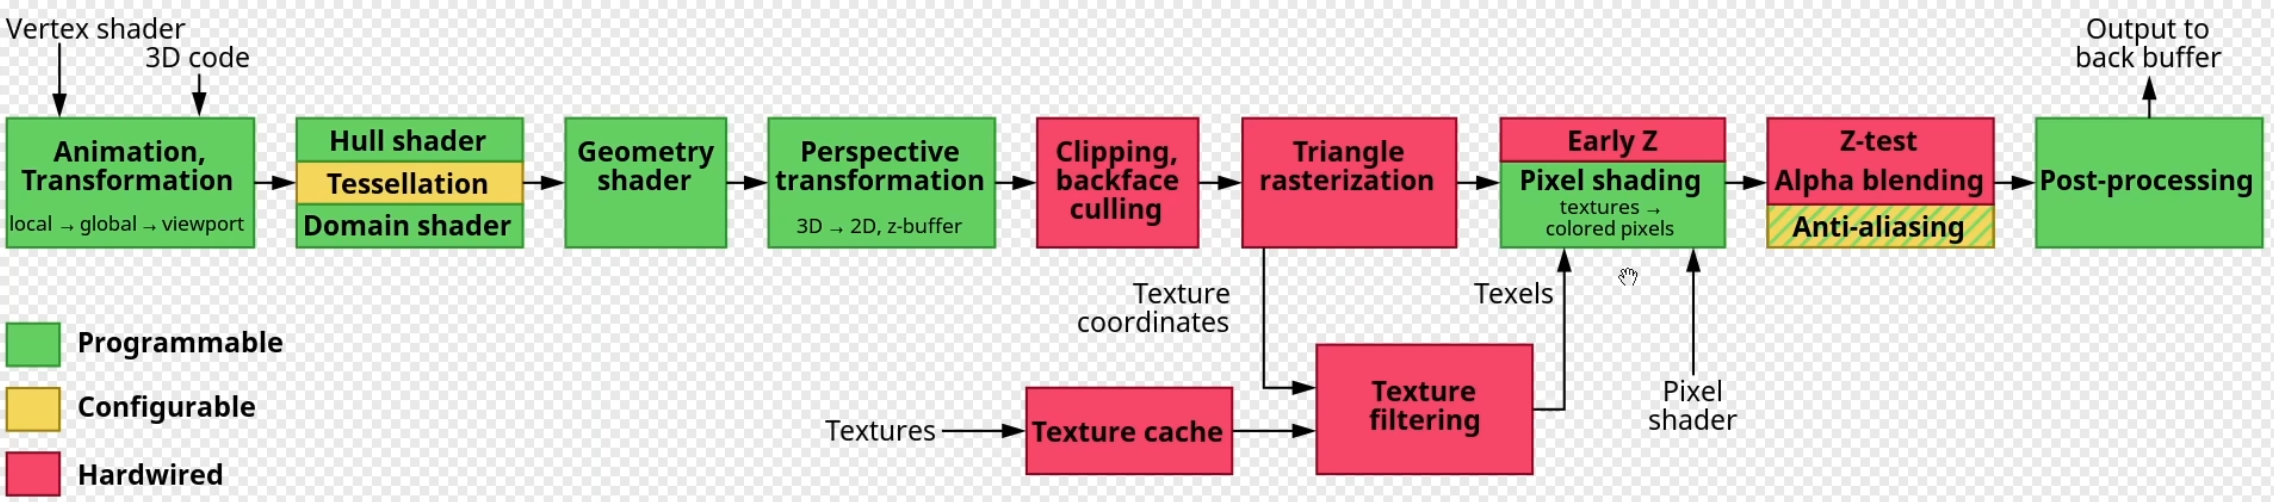 Vertex shader
3D code
Output to
back buffer
Animation,
Transformation
local → global → viewport
Hull shader
Tessellation
Domain shader
Geometry
shader
Perspective
transformation
3D → 2D, z-buffer
Clipping,
backface
culling
Triangle
rasterization
Early Z
Pixel shading
textures →
colored pixels
Z-test
Alpha blending
Anti-aliasing
Post-processing
Texture
coordinates
Texels
Programmable
Configurable
Hardwired
Textures
Texture cache
Texture
filtering
Pixel
shader